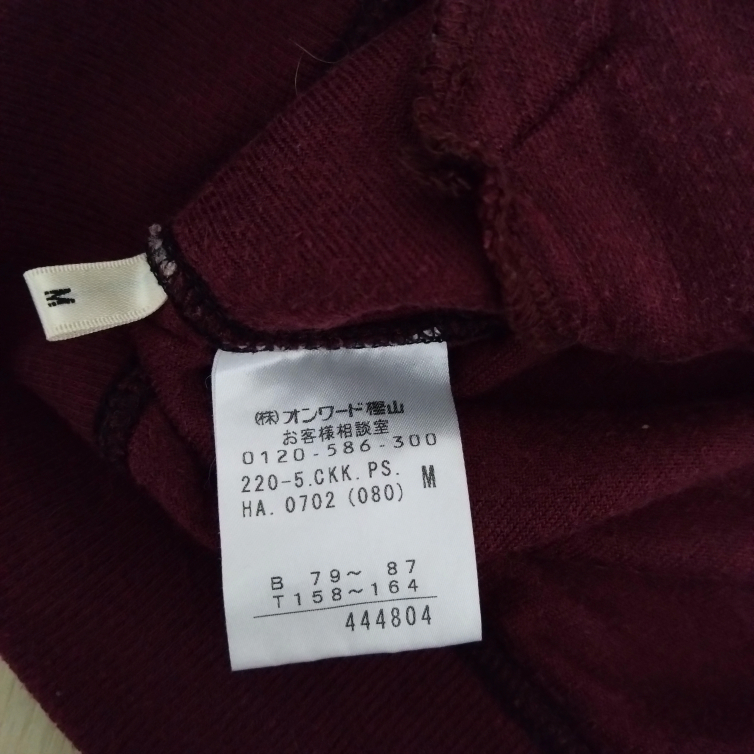 M
(株)オンワード樫山
お客様相談室
0120-586-300
220-5.CKK.PS. M
HA.0702(080)
B 79〜 87
T158〜164
444804